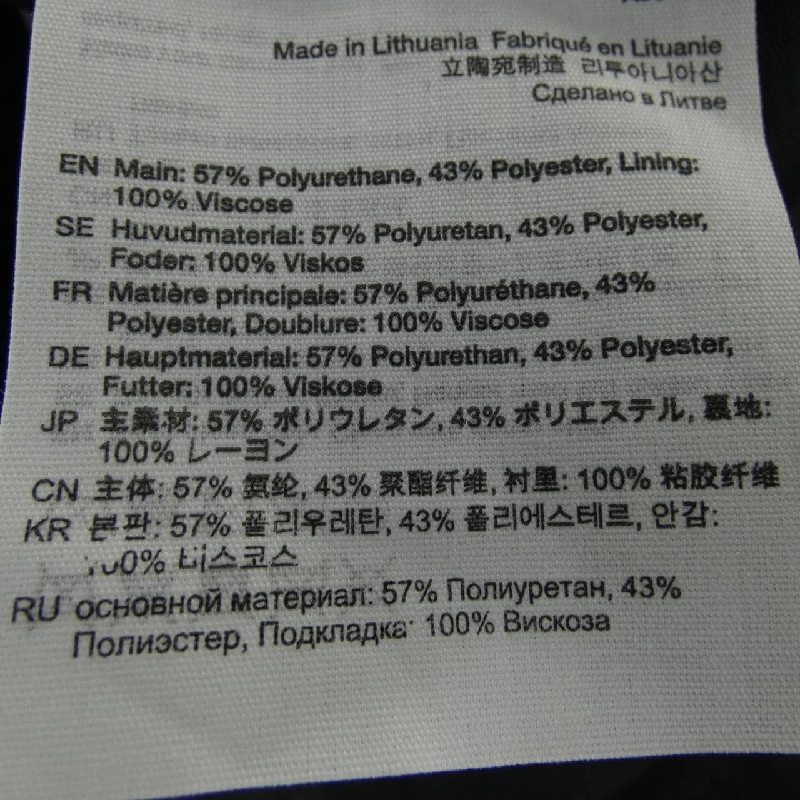 Made in Lithuania Fabriqué en Lituanie
立陶宛制造 리투아니아산
Сделано в Литве
EN Main: 57% Polyurethane, 43% Polyester, Lining:
100% Viscose
SE Huvudmaterial: 57% Polyuretan, 43% Polyester,
Foder: 100% Viskos
FR Matière principale: 57% Polyuréthane, 43%
Polyester, Doublure: 100% Viscose
DE Hauptmaterial: 57% Polyurethan, 43% Polyester,
Futter: 100% Viskose
JP 主素材: 57% ポリウレタン, 43% ポリエステル, 裏地:
100% レーヨン
CN 主体: 57% 氨纶, 43% 聚酯纤维, 衬里: 100% 粘胶纤维
KR 본판: 57% 폴리우레탄, 43% 폴리에스테르, 안감:
100% 비스코스
RU основной материал: 57% Полиуретан, 43%
Полиэстер, Подкладка: 100% Вискоза